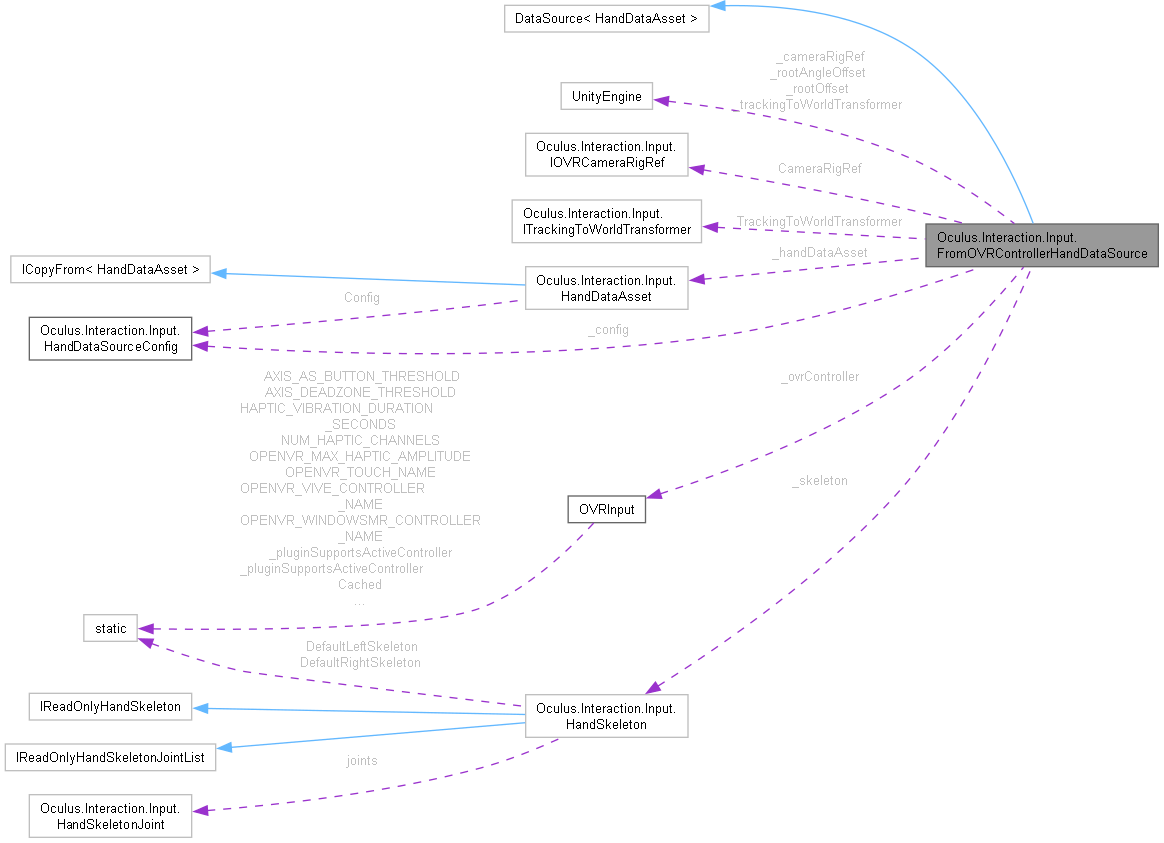 DataSource< HandDataAsset >
_cameraRigRef
_rootAngleOffset
_rootOffset
_trackingToWorldTransformer
UnityEngine
Oculus.Interaction.Input.
IOVRCameraRigRef
CameraRigRef
Oculus.Interaction.Input.
ITrackingToWorldTransformer
TrackingToWorldTransformer
Oculus.Interaction.Input.
FromOVRControllerHandDataSource
_handDataAsset
ICopyFrom< HandDataAsset >
Oculus.Interaction.Input.
HandDataAsset
Config
Oculus.Interaction.Input.
HandDataSourceConfig
_config
AXIS_AS_BUTTON_THRESHOLD
AXIS_DEADZONE_THRESHOLD
HAPTIC_VIBRATION_DURATION
_SECONDS
NUM_HAPTIC_CHANNELS
OPENVR_MAX_HAPTIC_AMPLITUDE
OPENVR_TOUCH_NAME
OPENVR_VIVE_CONTROLLER
_NAME
OPENVR_WINDOWSMR_CONTROLLER
_NAME
_pluginSupportsActiveController
_pluginSupportsActiveController
Cached
...
_ovrController
_skeleton
OVRInput
static
DefaultLeftSkeleton
DefaultRightSkeleton
IReadOnlyHandSkeleton
Oculus.Interaction.Input.
HandSkeleton
IReadOnlyHandSkeletonJointList
joints
Oculus.Interaction.Input.
HandSkeletonJoint